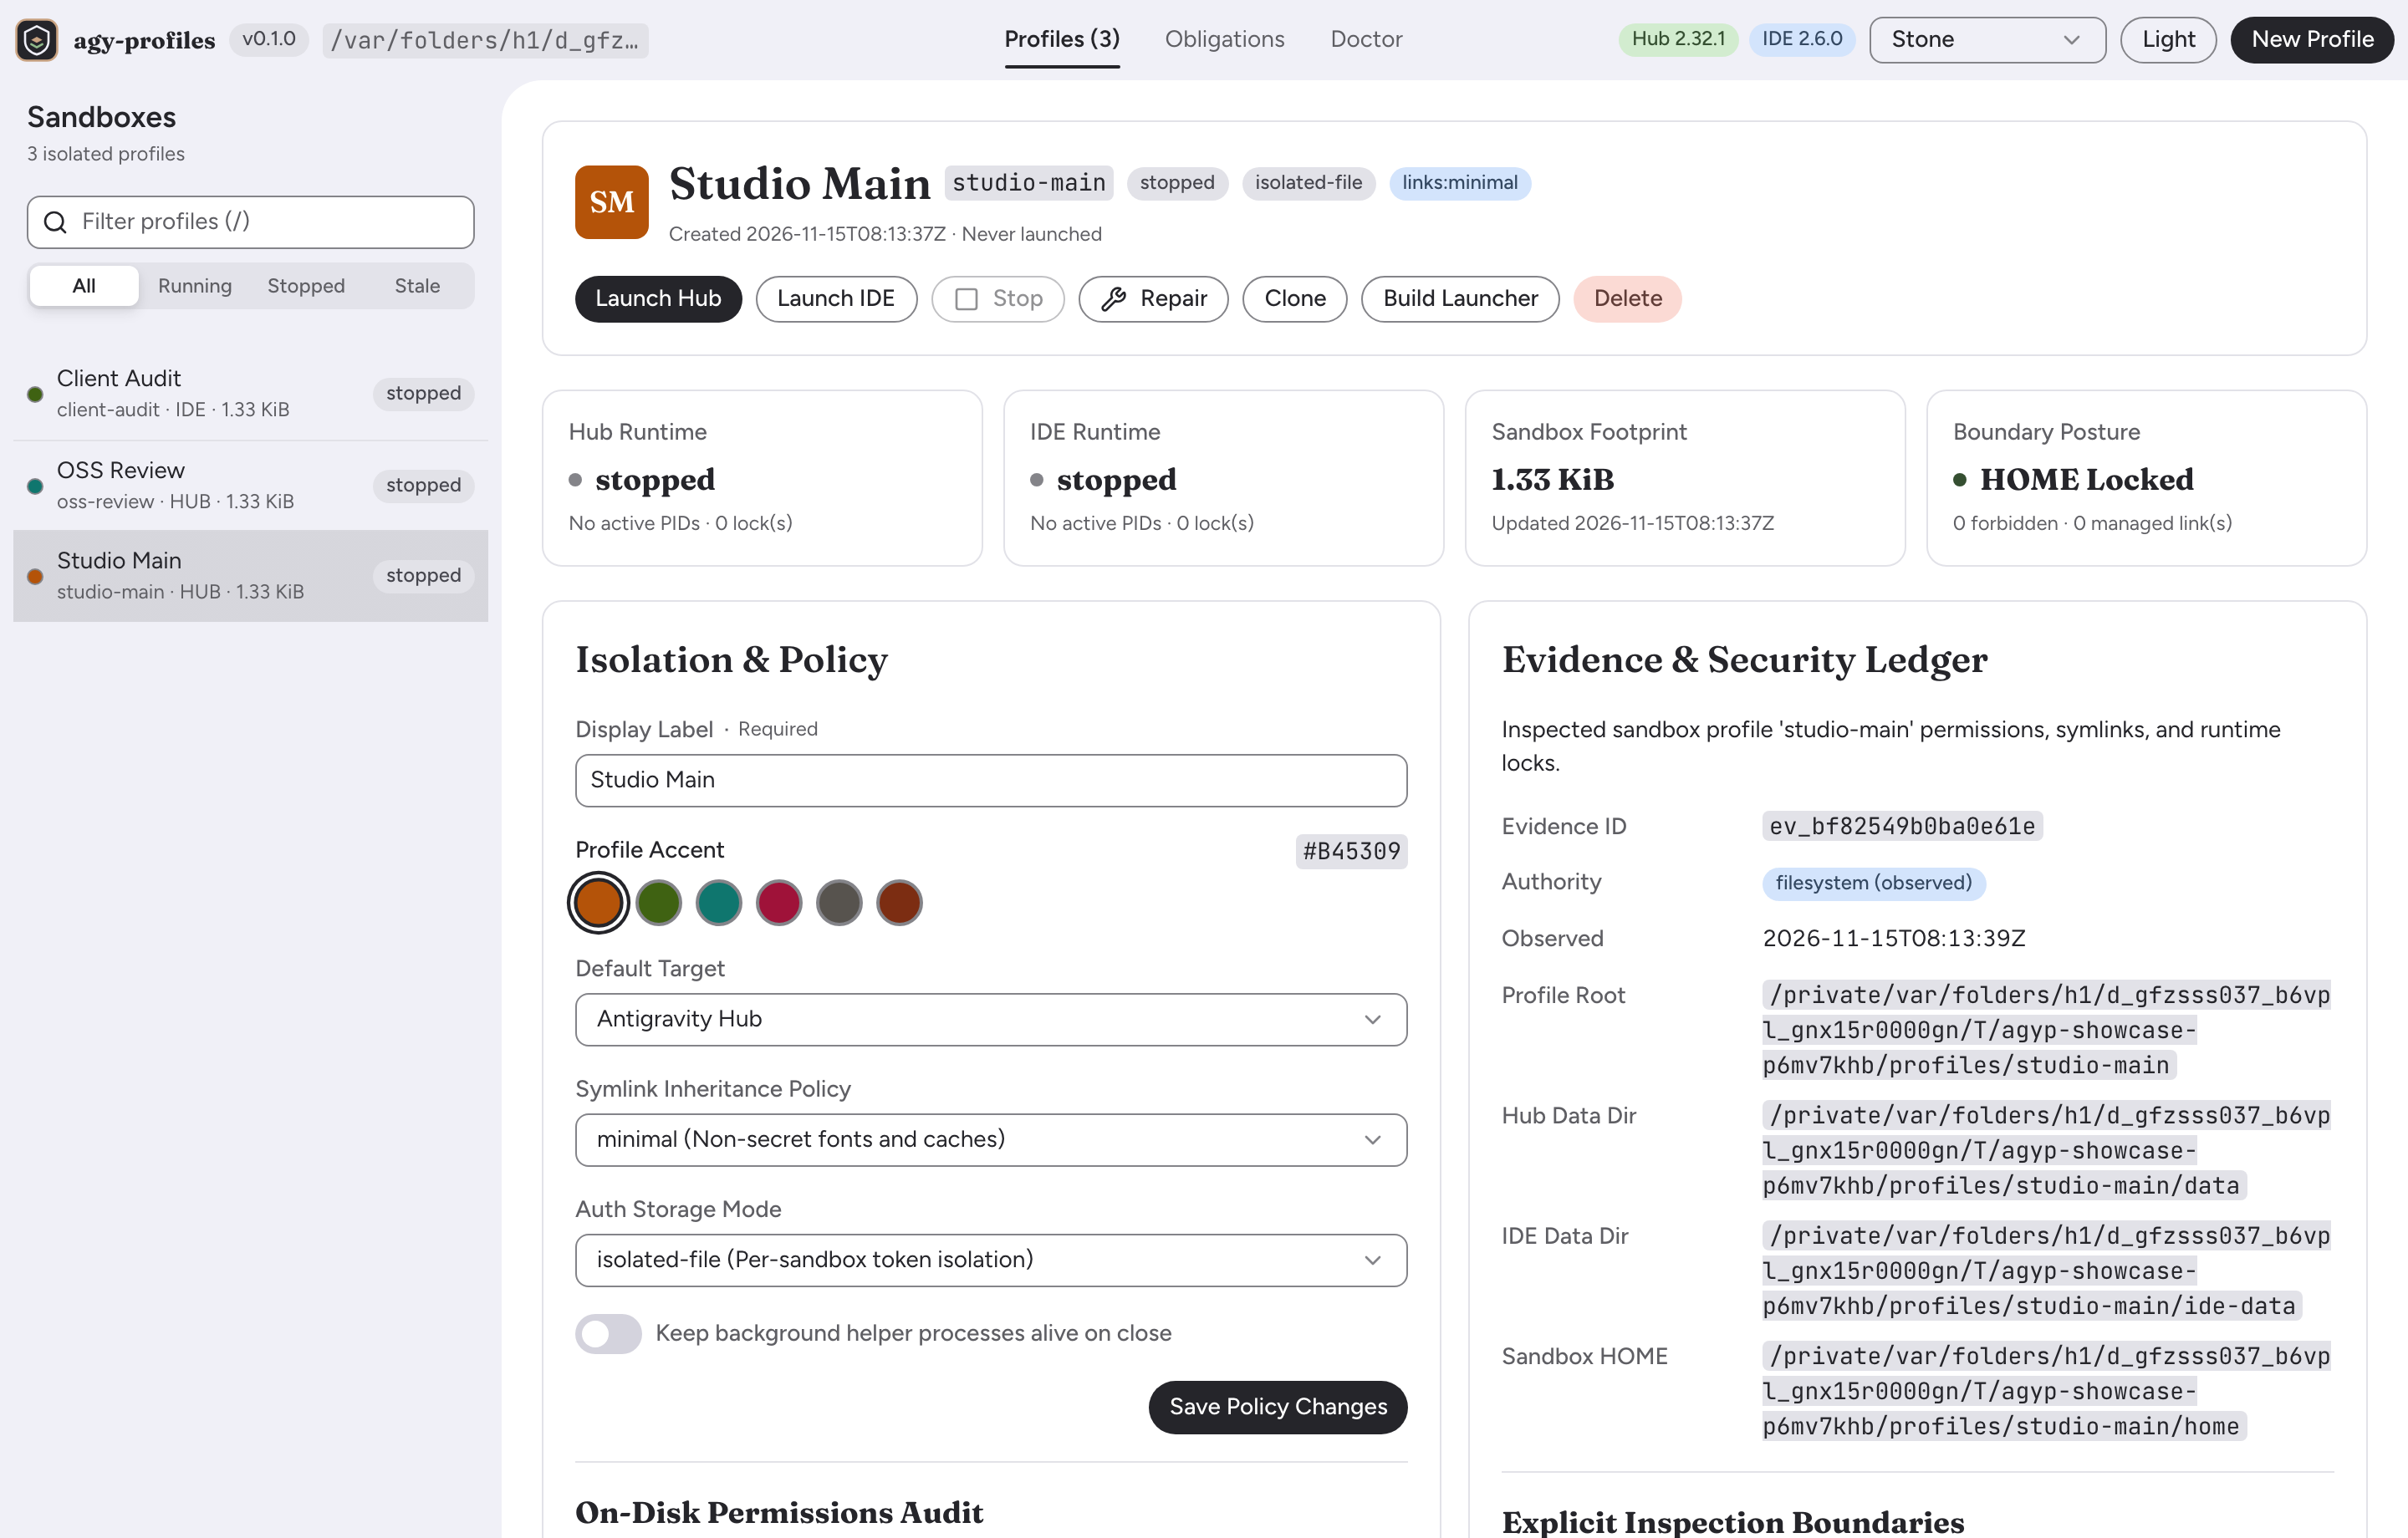 agy-profiles v0.1.0 /var/folders/h1/d_gfz…
Profiles (3) Obligations Doctor
Hub 2.32.1 IDE 2.6.0 Stone Light New Profile
Sandboxes
3 isolated profiles
Filter profiles (/)
All Running Stopped Stale
Client Audit
client-audit · IDE · 1.33 KiB
stopped
OSS Review
oss-review · HUB · 1.33 KiB
stopped
Studio Main
studio-main · HUB · 1.33 KiB
stopped
SM
Studio Main studio-main stopped isolated-file links:minimal
Created 2026-11-15T08:13:37Z · Never launched
Launch Hub Launch IDE Stop Repair Clone Build Launcher Delete
Hub Runtime
stopped
No active PIDs · 0 lock(s)
IDE Runtime
stopped
No active PIDs · 0 lock(s)
Sandbox Footprint
1.33 KiB
Updated 2026-11-15T08:13:37Z
Boundary Posture
HOME Locked
0 forbidden · 0 managed link(s)
Isolation & Policy
Display Label · Required
Studio Main
Profile Accent #B45309
Default Target
Antigravity Hub
Symlink Inheritance Policy
minimal (Non-secret fonts and caches)
Auth Storage Mode
isolated-file (Per-sandbox token isolation)
Keep background helper processes alive on close
Save Policy Changes
On-Disk Permissions Audit
Evidence & Security Ledger
Inspected sandbox profile 'studio-main' permissions, symlinks, and runtime
locks.
Evidence ID ev_bf82549b0ba0e61e
Authority filesystem (observed)
Observed 2026-11-15T08:13:39Z
Profile Root /private/var/folders/h1/d_gfzsss037_b6vp
l_gnx15r0000gn/T/agyp-showcase-
p6mv7khb/profiles/studio-main
Hub Data Dir /private/var/folders/h1/d_gfzsss037_b6vp
l_gnx15r0000gn/T/agyp-showcase-
p6mv7khb/profiles/studio-main/data
IDE Data Dir /private/var/folders/h1/d_gfzsss037_b6vp
l_gnx15r0000gn/T/agyp-showcase-
p6mv7khb/profiles/studio-main/ide-data
Sandbox HOME /private/var/folders/h1/d_gfzsss037_b6vp
l_gnx15r0000gn/T/agyp-showcase-
p6mv7khb/profiles/studio-main/home
Explicit Inspection Boundaries